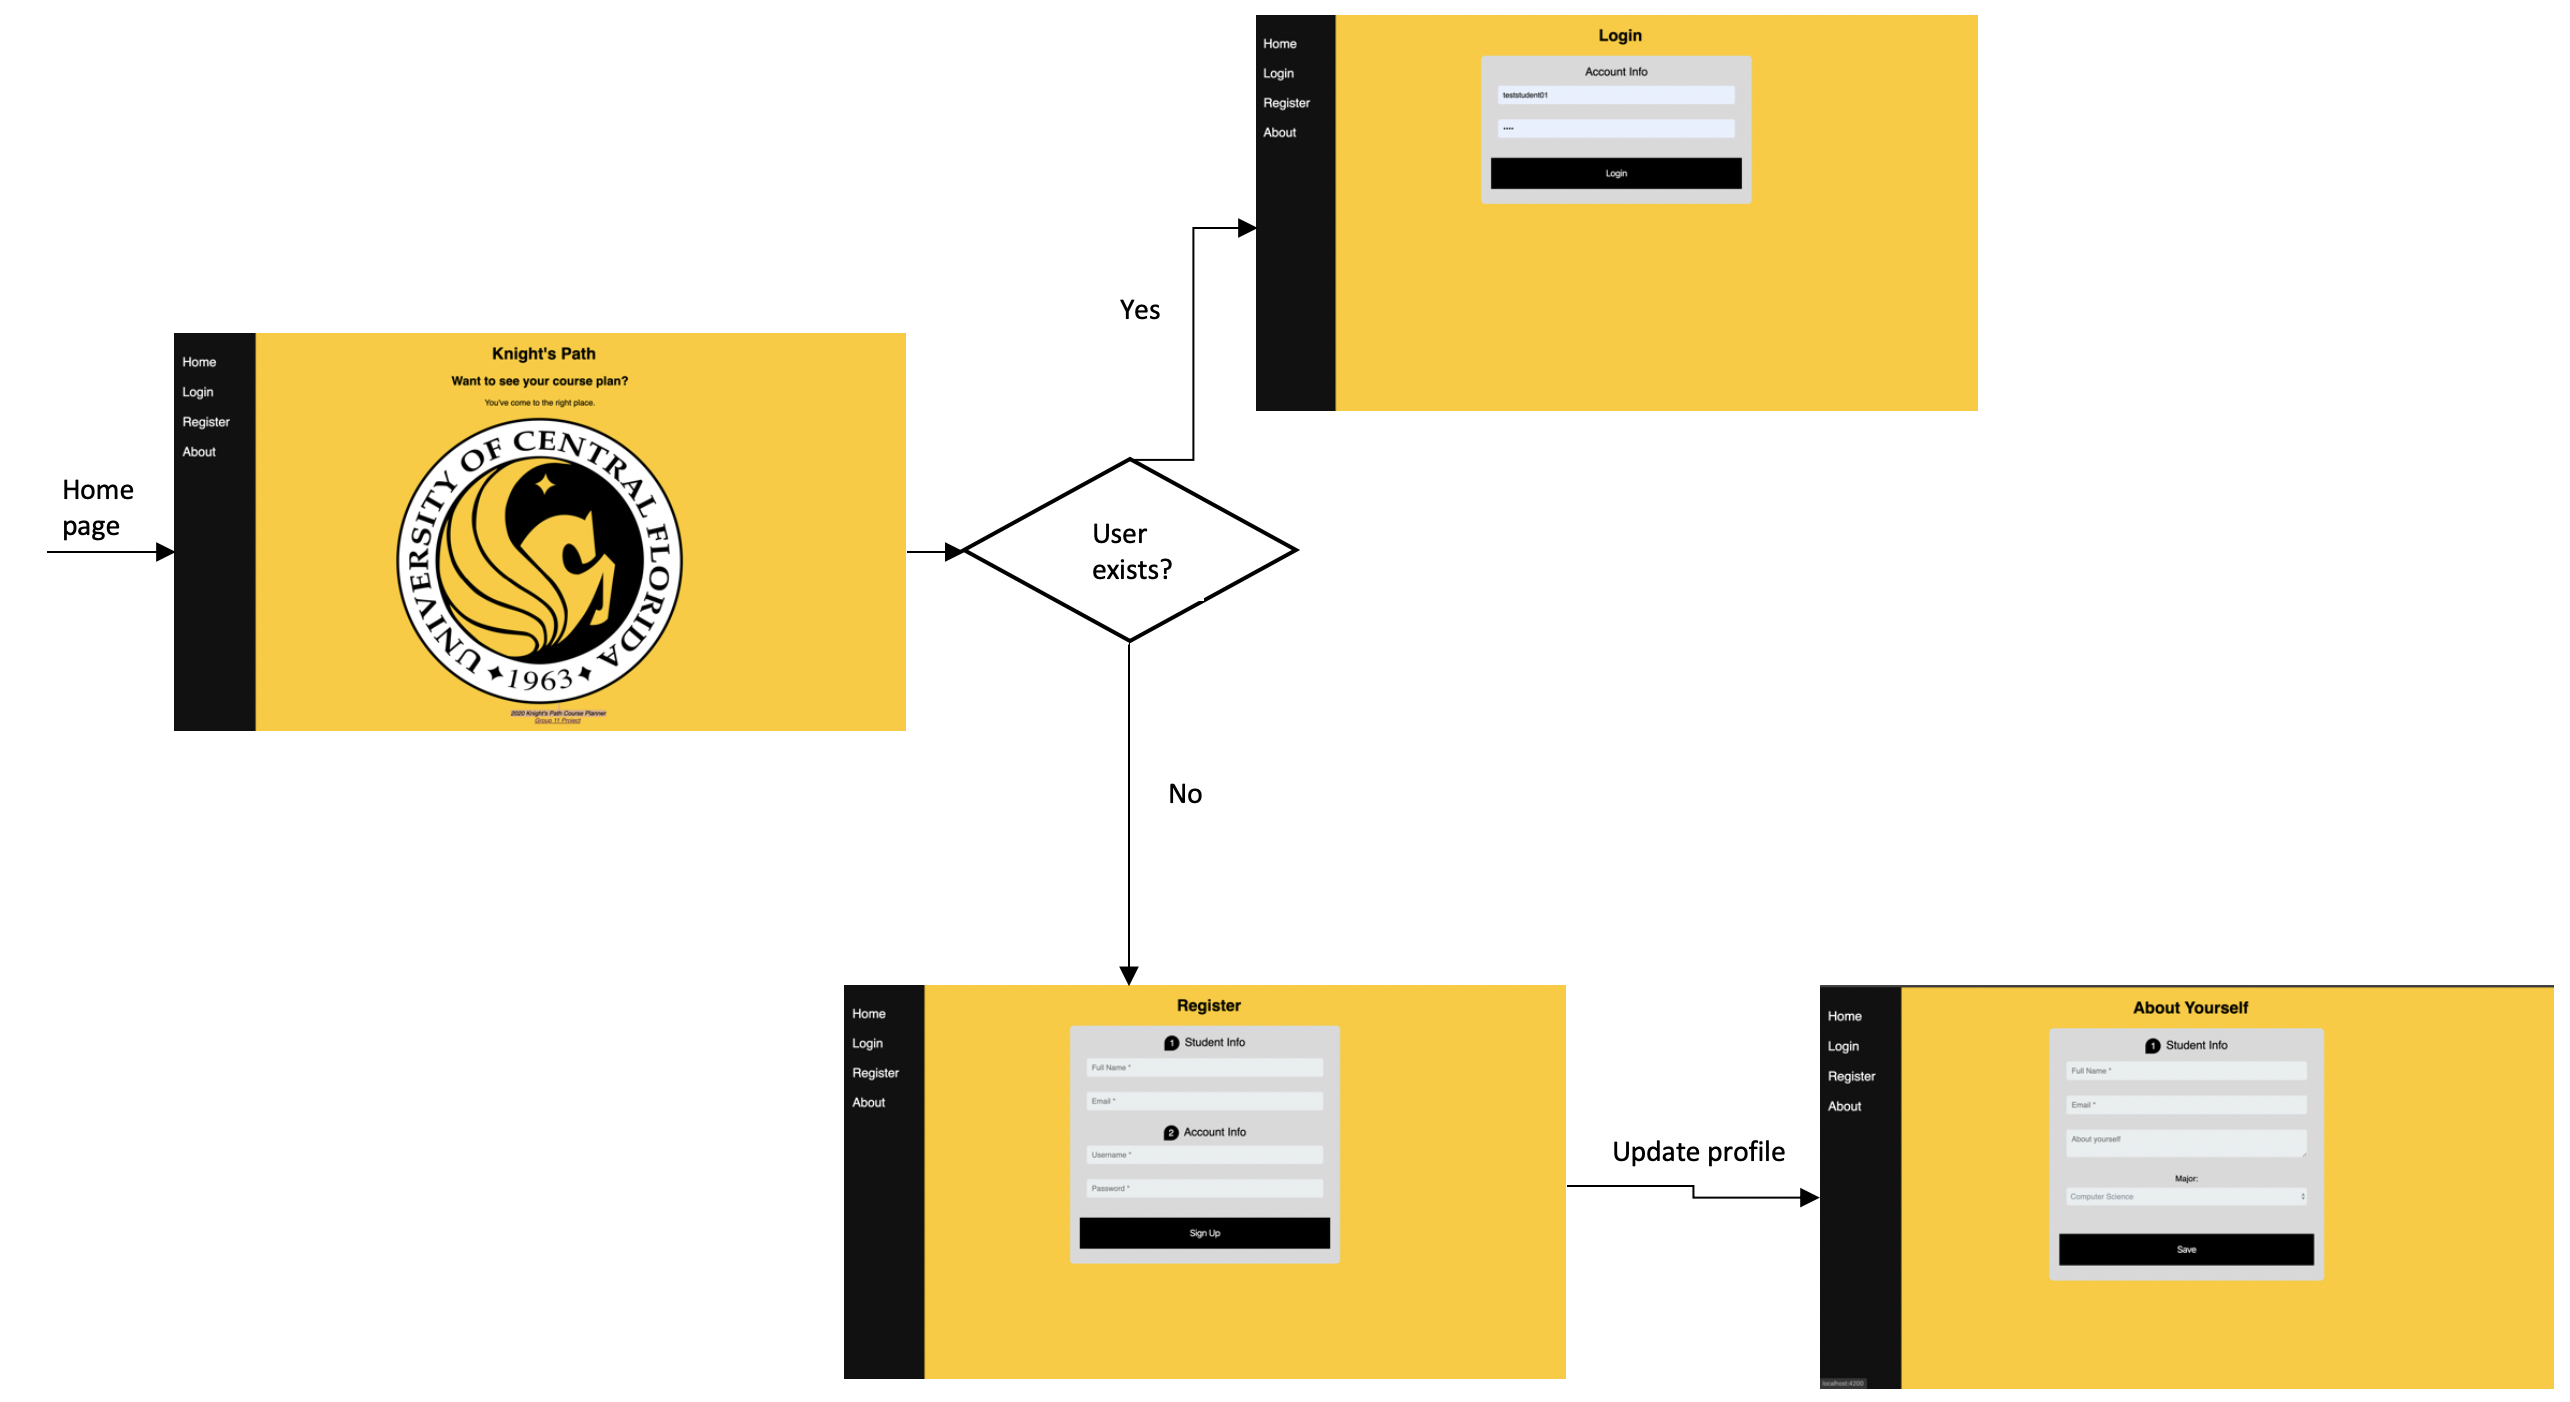 Home
page
Home
Login
Register
About
Knight's Path
Want to see your course plan?
You've come to the right place.
UNIVERSITY OF CENTRAL FLORIDA
1963
2020 Knight's Path Course Planner
Group 11 Project
User
exists?
Yes
Home
Login
Register
About
Login
Account Info
teststudent01
••••
Login
No
Home
Login
Register
About
Register
1 Student Info
Full Name *
Email *
2 Account Info
Username *
Password *
Sign Up
Update profile
Home
Login
Register
About
About Yourself
1 Student Info
Full Name *
Email *
About yourself
Major:
Computer Science
Save
localhost:4200